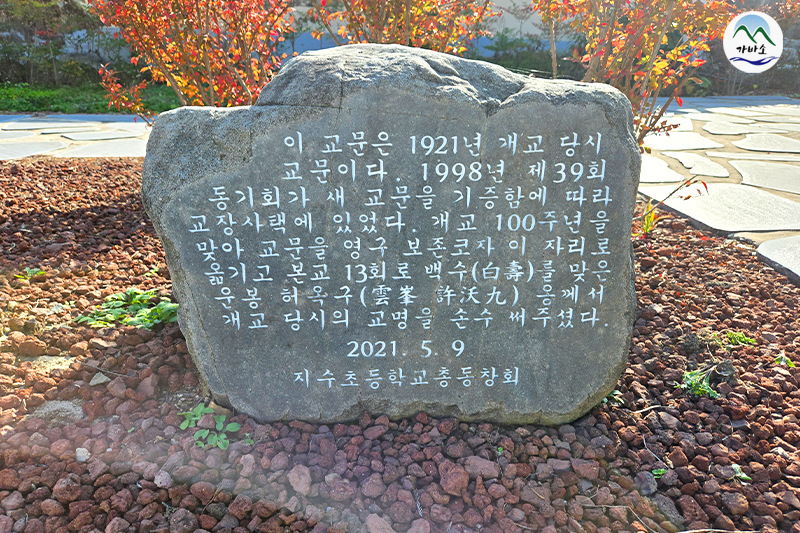 가바소
이 교문은 1921년 개교 당시
교문이다. 1998년 제39회
동기회가 새 교문을 기증함에 따라
교장사택에 있었다. 개교 100주년을
맞아 교문을 영구 보존코자 이 자리로
옮기고 본교 13회로 백수(白壽)를 맞은
운봉 허옥구(雲峯 許沃九) 옹께서
개교 당시의 교명을 손수 써주셨다.
2021. 5. 9
지수초등학교총동창회